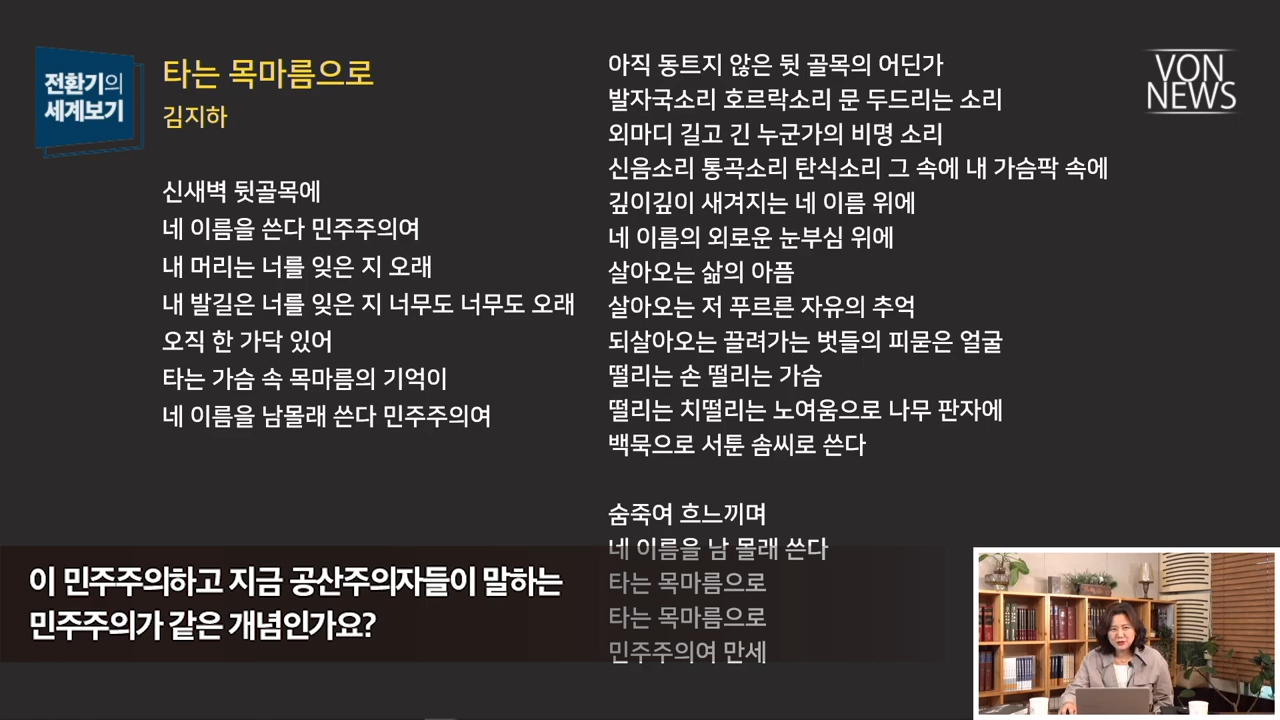 전환기의
세계보기
타는 목마름으로
김지하
신새벽 뒷골목에
네 이름을 쓴다 민주주의여
내 머리는 너를 잊은 지 오래
내 발길은 너를 잊은 지 너무도 너무도 오래
오직 한 가닥 있어
타는 가슴 속 목마름의 기억이
네 이름을 남몰래 쓴다 민주주의여
아직 동트지 않은 뒷 골목의 어딘가
발자국소리 호르락소리 문 두드리는 소리
외마디 길고 긴 누군가의 비명 소리
신음소리 통곡소리 탄식소리 그 속에 내 가슴팍 속에
깊이깊이 새겨지는 네 이름 위에
네 이름의 외로운 눈부심 위에
살아오는 삶의 아픔
살아오는 저 푸르른 자유의 추억
되살아오는 끌려가는 벗들의 피묻은 얼굴
떨리는 손 떨리는 가슴
떨리는 치떨리는 노여움으로 나무 판자에
백묵으로 서툰 솜씨로 쓴다
숨죽여 흐느끼며
네 이름을 남 몰래 쓴다
타는 목마름으로
타는 목마름으로
민주주의여 만세
VON
NEWS
이 민주주의하고 지금 공산주의자들이 말하는
민주주의가 같은 개념인가요?